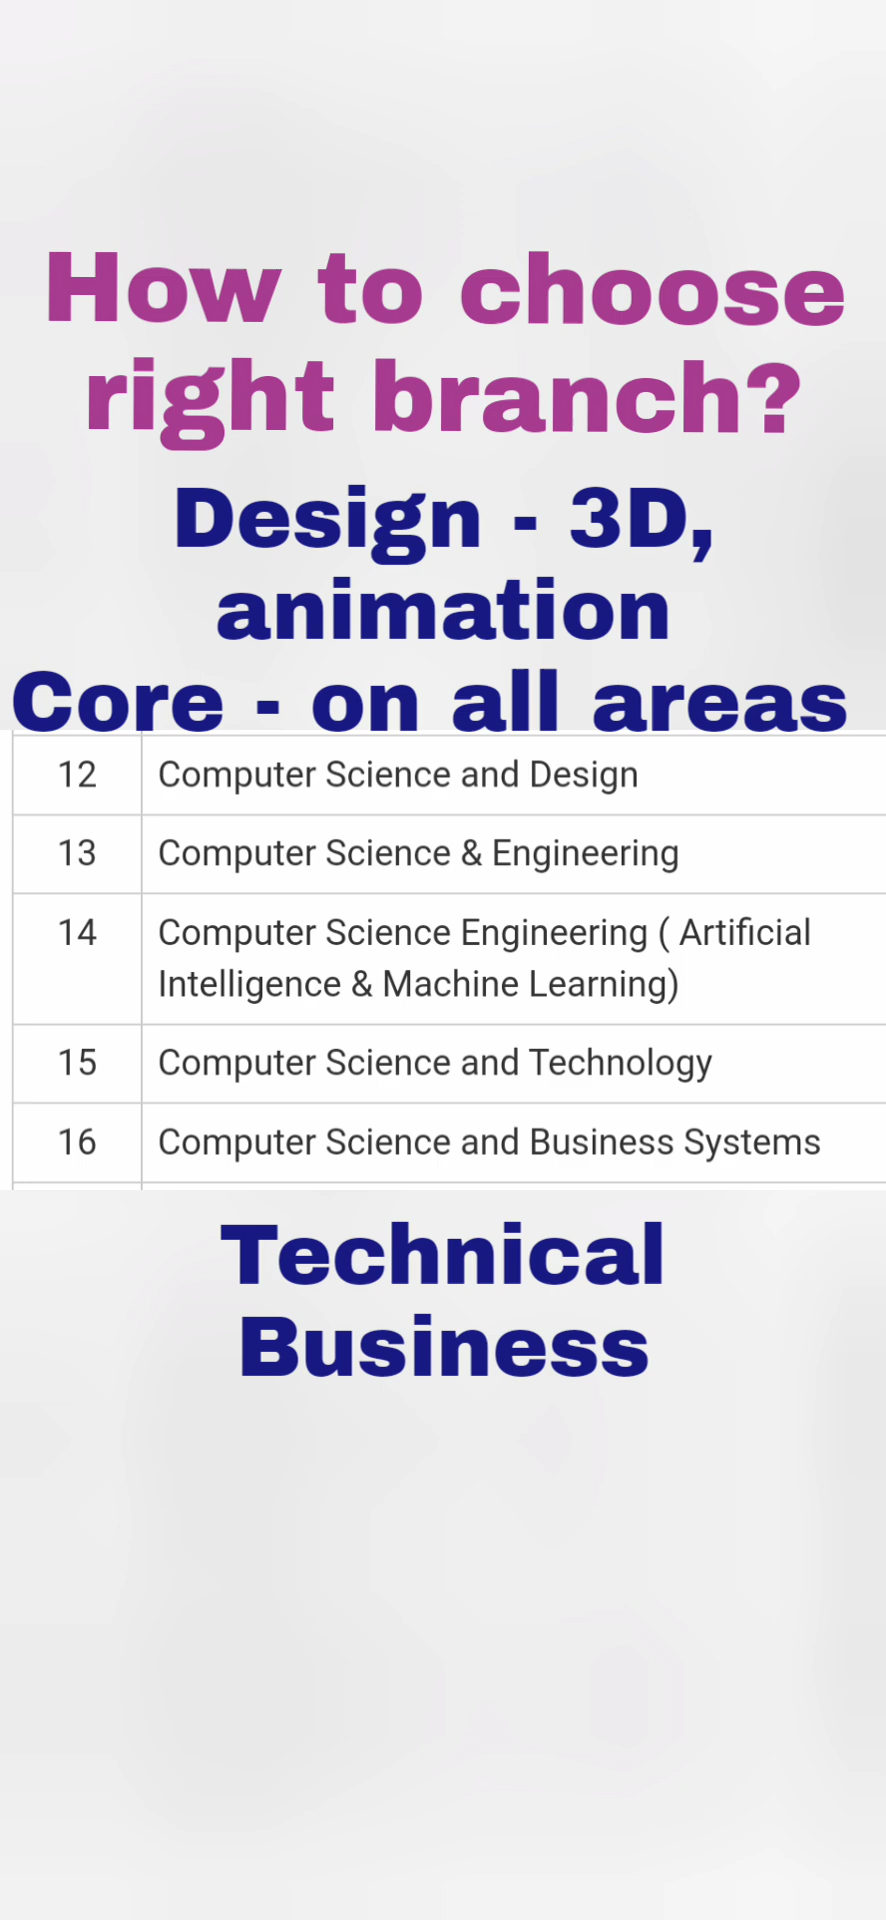 How to choose
right branch?
Design - 3D,
animation
Core - on all areas
12 Computer Science and Design
13 Computer Science & Engineering
14 Computer Science Engineering ( Artificial
Intelligence & Machine Learning)
15 Computer Science and Technology
16 Computer Science and Business Systems
Technical
Business